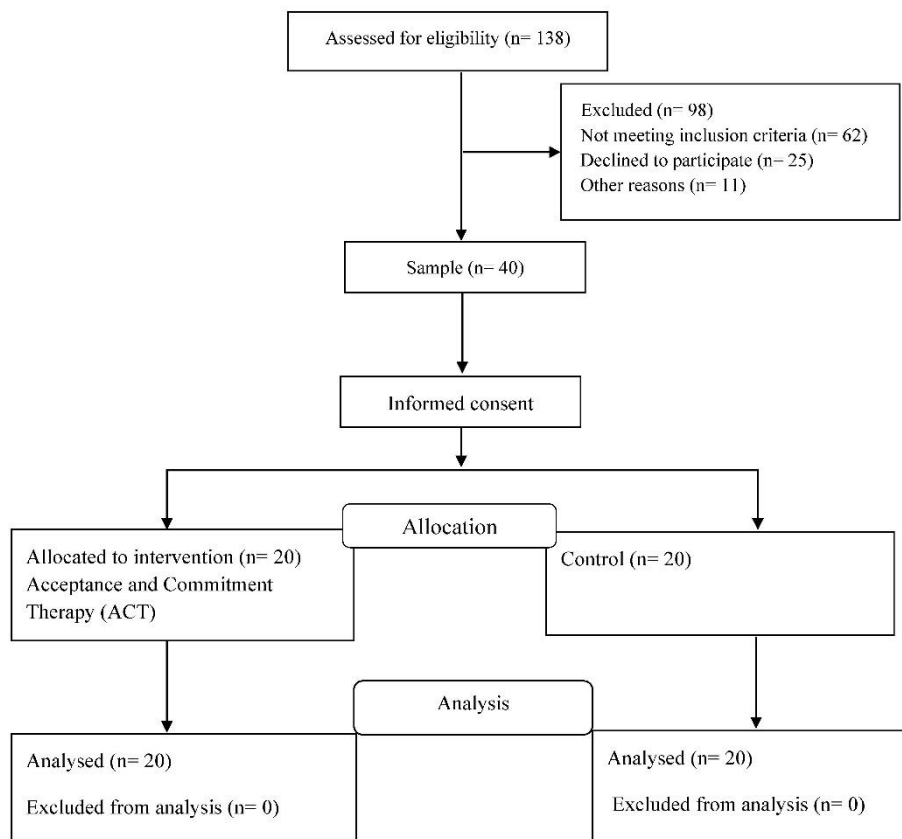 Assessed for eligibility (n= 138)
Excluded (n= 98)
Not meeting inclusion criteria (n= 62)
Declined to participate (n= 25)
Other reasons (n= 11)
Sample (n= 40)
Informed consent
Allocation
Allocated to intervention (n= 20)
Acceptance and Commitment
Therapy (ACT)
Control (n= 20)
Analysis
Analysed (n= 20)
Excluded from analysis (n= 0)
Analysed (n= 20)
Excluded from analysis (n= 0)